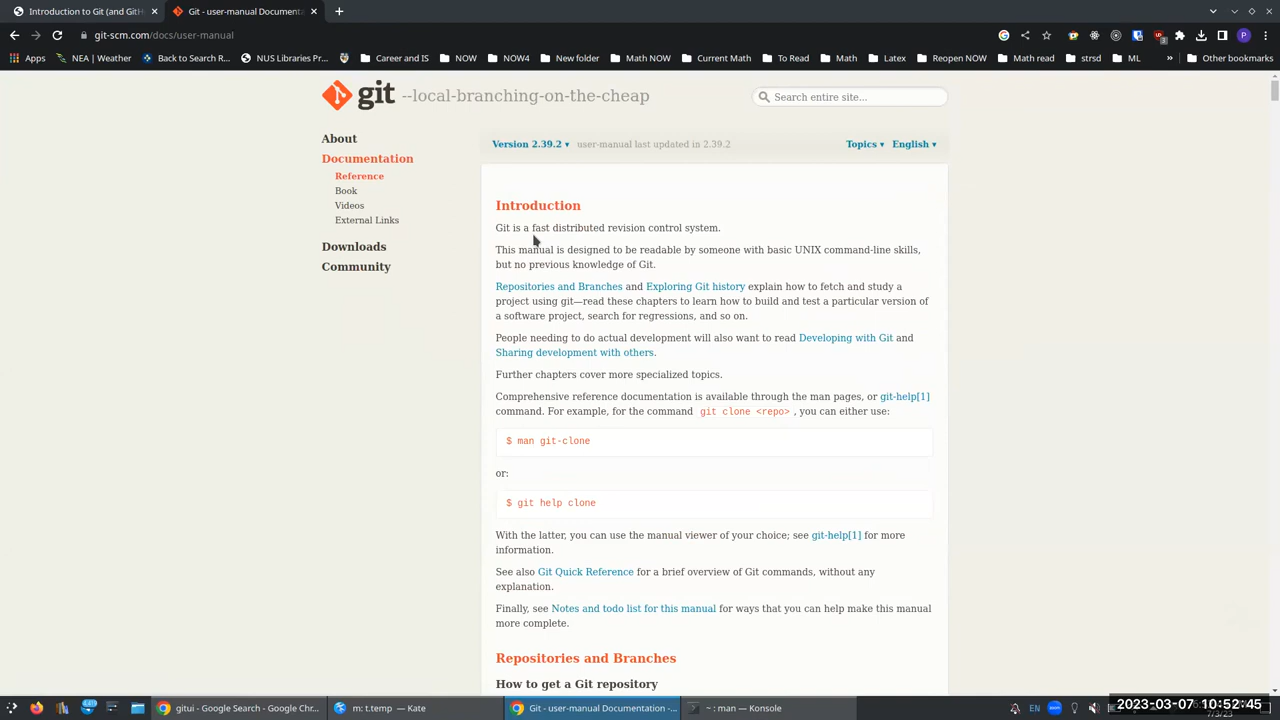 Introduction to Git (and GitH
Git - user-manual Documenta
git-scm.com/docs/user-manual
Apps
NEA | Weather
Back to Search R...
NUS Libraries Pr...
Career and IS
NOW
NOW4
New folder
Math NOW
Current Math
To Read
Math
Latex
Reopen NOW
Math read
strsd
ML
»
Other bookmarks
git --local-branching-on-the-cheap
Search entire site...
About
Documentation
Reference
Book
Videos
External Links
Downloads
Community
Version 2.39.2 ▾ user-manual last updated in 2.39.2
Topics ▾ English ▾
Introduction
Git is a fast distributed revision control system.
This manual is designed to be readable by someone with basic UNIX command-line skills,
but no previous knowledge of Git.
Repositories and Branches and Exploring Git history explain how to fetch and study a
project using git—read these chapters to learn how to build and test a particular version of
a software project, search for regressions, and so on.
People needing to do actual development will also want to read Developing with Git and
Sharing development with others.
Further chapters cover more specialized topics.
Comprehensive reference documentation is available through the man pages, or git-help[1]
command. For example, for the command git clone <repo> , you can either use:
$ man git-clone
or:
$ git help clone
With the latter, you can use the manual viewer of your choice; see git-help[1] for more
information.
See also Git Quick Reference for a brief overview of Git commands, without any
explanation.
Finally, see Notes and todo list for this manual for ways that you can help make this manual
more complete.
Repositories and Branches
How to get a Git repository
gitui - Google Search - Google Chr...
m: t.temp — Kate
Git - user-manual Documentation -...
~ : man — Konsole
EN
2023-03-07 10:52:45
7/3/23